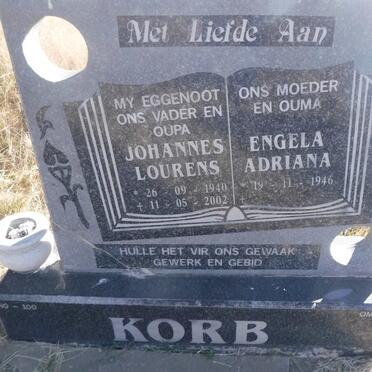 Met Liefde Aan
MY EGGENOOT
ONS VADER EN
OUPA
JOHANNES
LOURENS
* 26 - 09 - 1940
+ 11 - 05 - 2002
ONS MOEDER
EN OUMA
ENGELA
ADRIANA
* 19 - 11 - 1946
+
HULLE HET VIR ONS GEWAAK
GEWERK EN GEBID
- 100
KORB